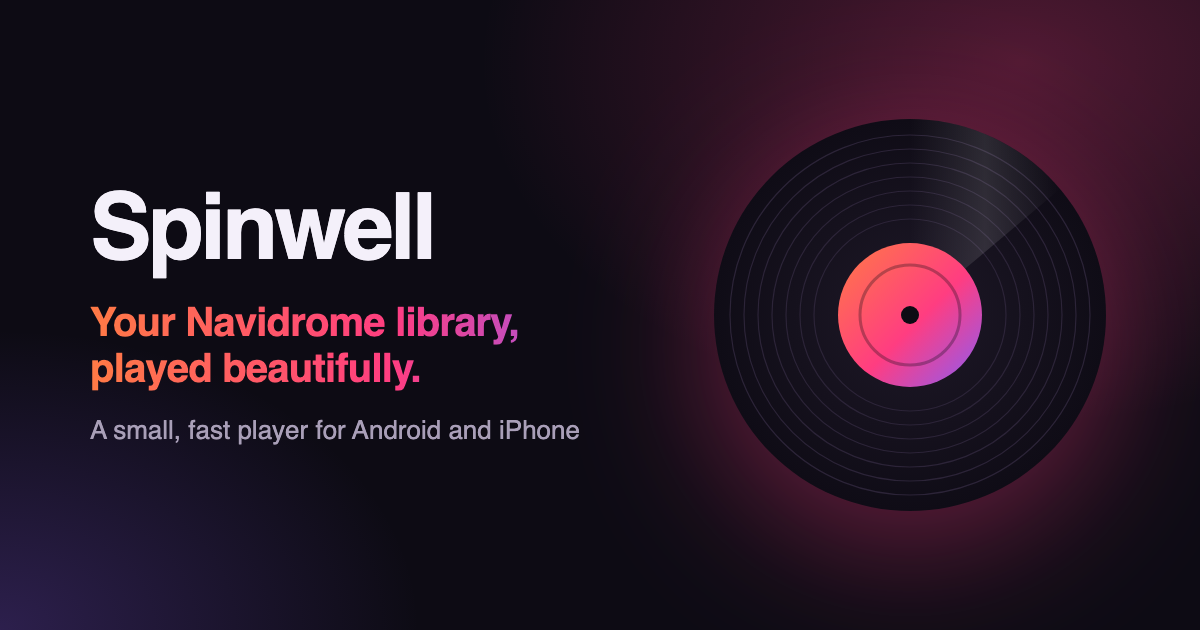 Spinwell
Your Navidrome library,
played beautifully.
A small, fast player for Android and iPhone